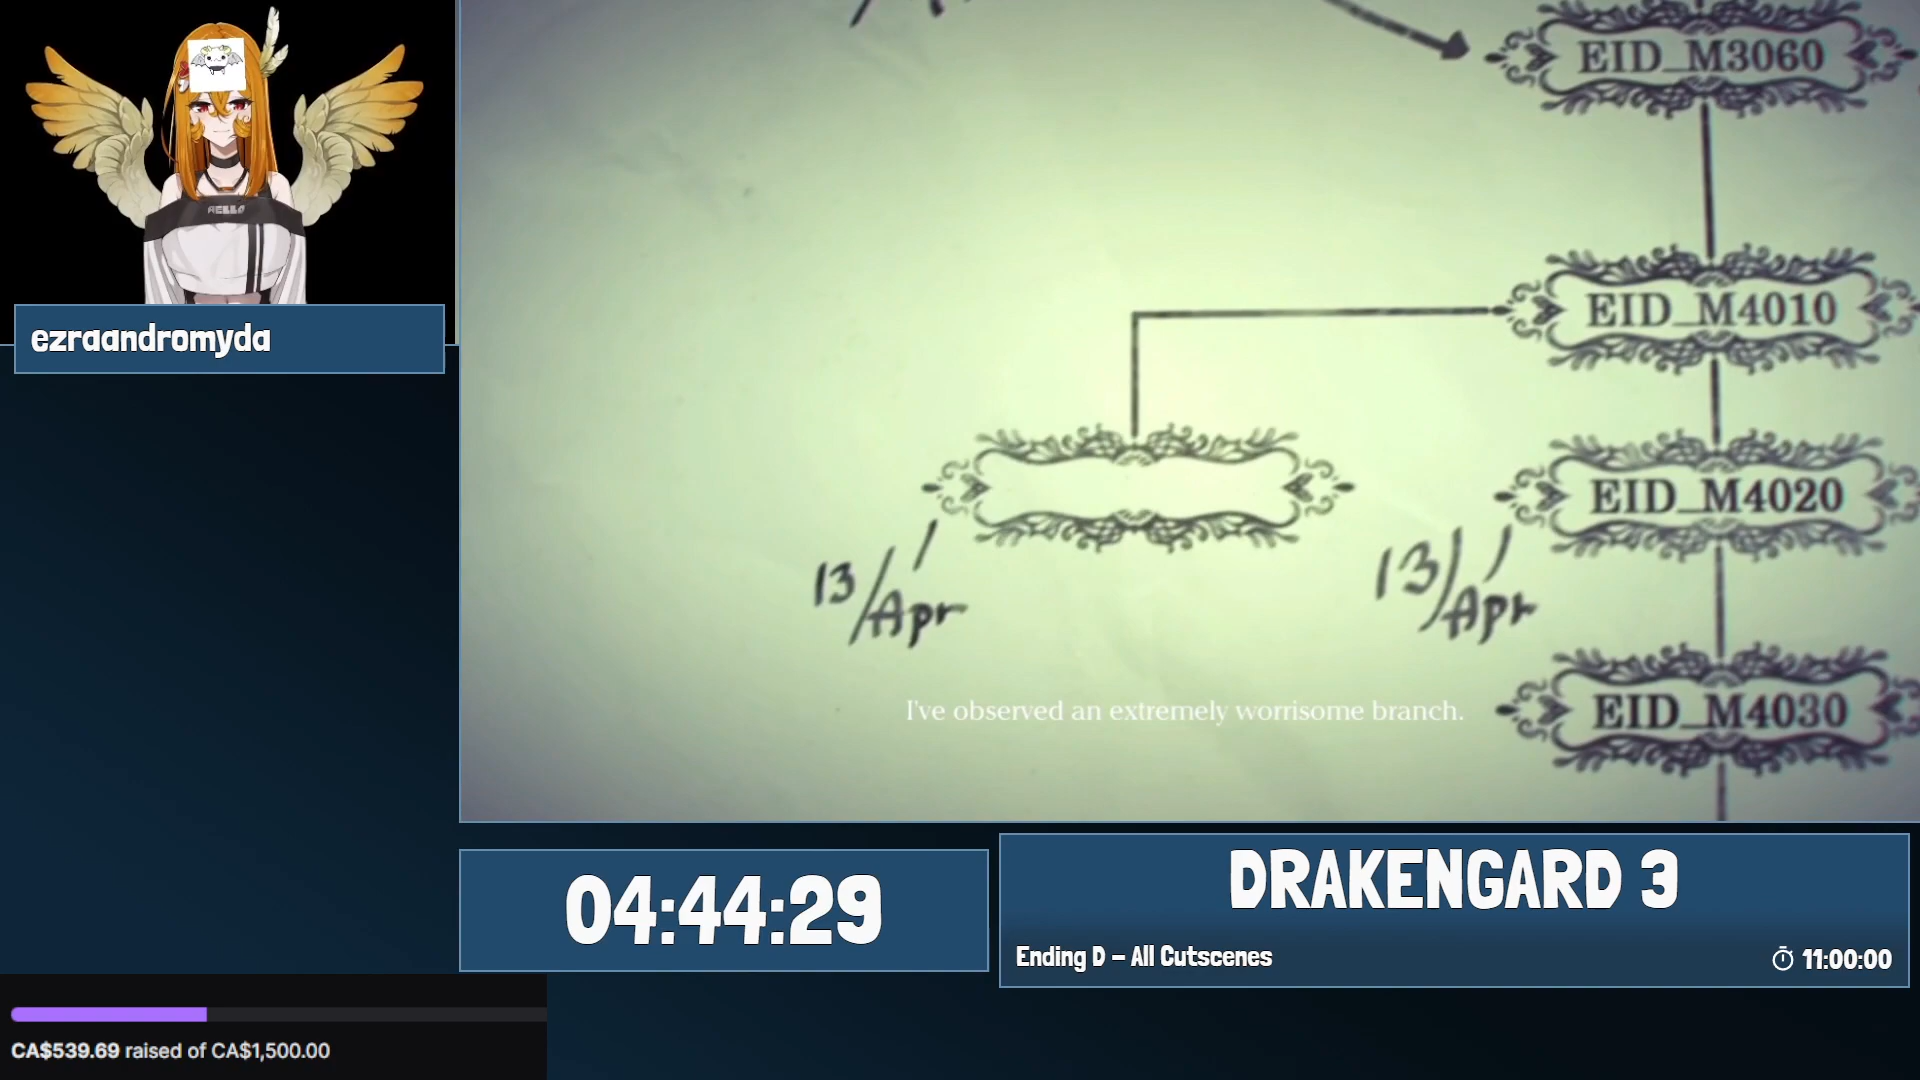 HELLO
ezraandromyda
EID_M3060
EID_M4010
EID_M4020
13/Apr
13/Apr
EID_M4030
I've observed an extremely worrisome branch.
04:44:29
DRAKENGARD 3
Ending D – All Cutscenes
11:00:00
CA$539.69 raised of CA$1,500.00